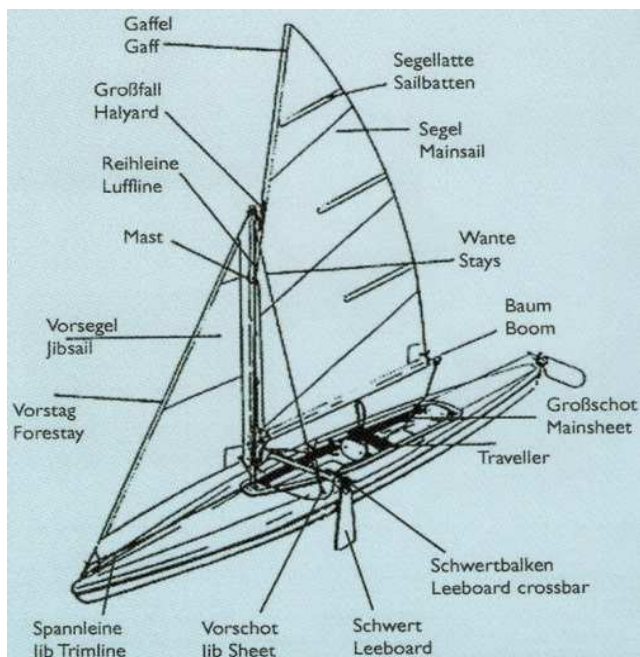 Gaffel
Gaff
Großfall
Halyard
Reihleine
Luffline
Mast
Vorsegel
Jibsail
Vorstag
Forestay
Segellatte
Sailbatten
Segel
Mainsail
Wante
Stays
Baum
Boom
Großschot
Mainsheet
Traveller
Schwertbalken
Leeboard crossbar
Spannleine
Jib Trimline
Vorschot
Jib Sheet
Schwert
Leeboard